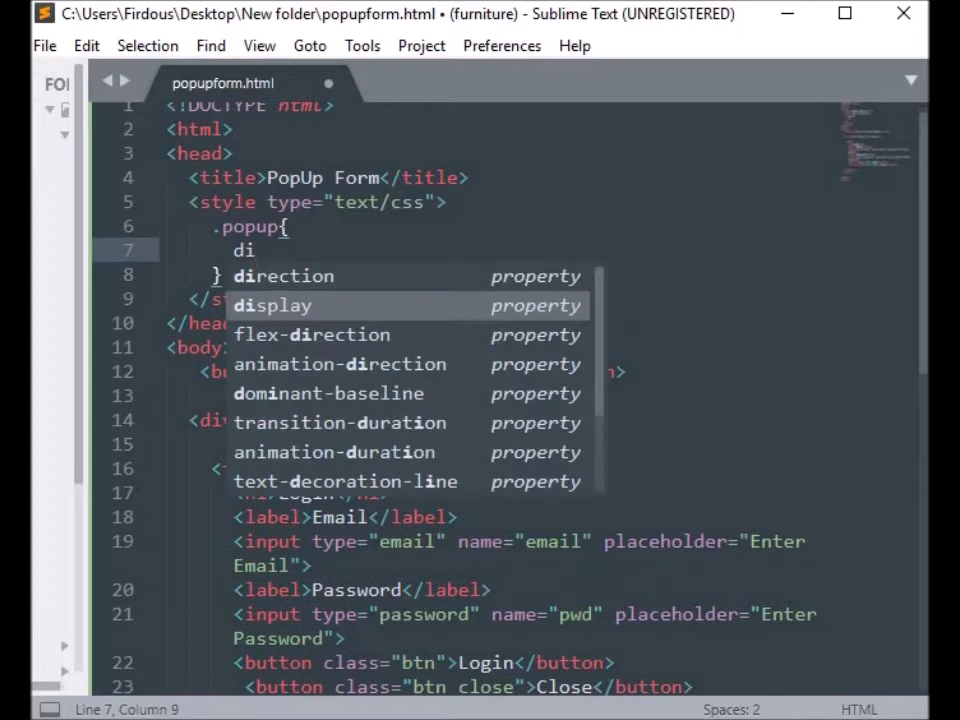 C:\Users\Firdous\Desktop\New folder\popupform.html • (furniture) - Sublime Text (UNREGISTERED)
File Edit Selection Find View Goto Tools Project Preferences Help
FOI
popupform.html
1 <!DOCTYPE html>
2 <html>
3 <head>
4 <title>PopUp Form</title>
5 <style type="text/css">
6 .popup{
7 di
8 }
direction property
9 </s
display property
10 </hea
flex-direction property
11 <body>
animation-direction property
12 <b >
dominant-baseline property
13
transition-duration property
14 <div
animation-duration property
15
16 <
text-decoration-line property
17
18 <label>Email</label>
19 <input type="email" name="email" placeholder="Enter
Email">
20 <label>Password</label>
21 <input type="password" name="pwd" placeholder="Enter
Password">
22 <button class="btn">Login</button>
23 <button class="btn close">Close</button>
Line 7, Column 9 Spaces: 2 HTML